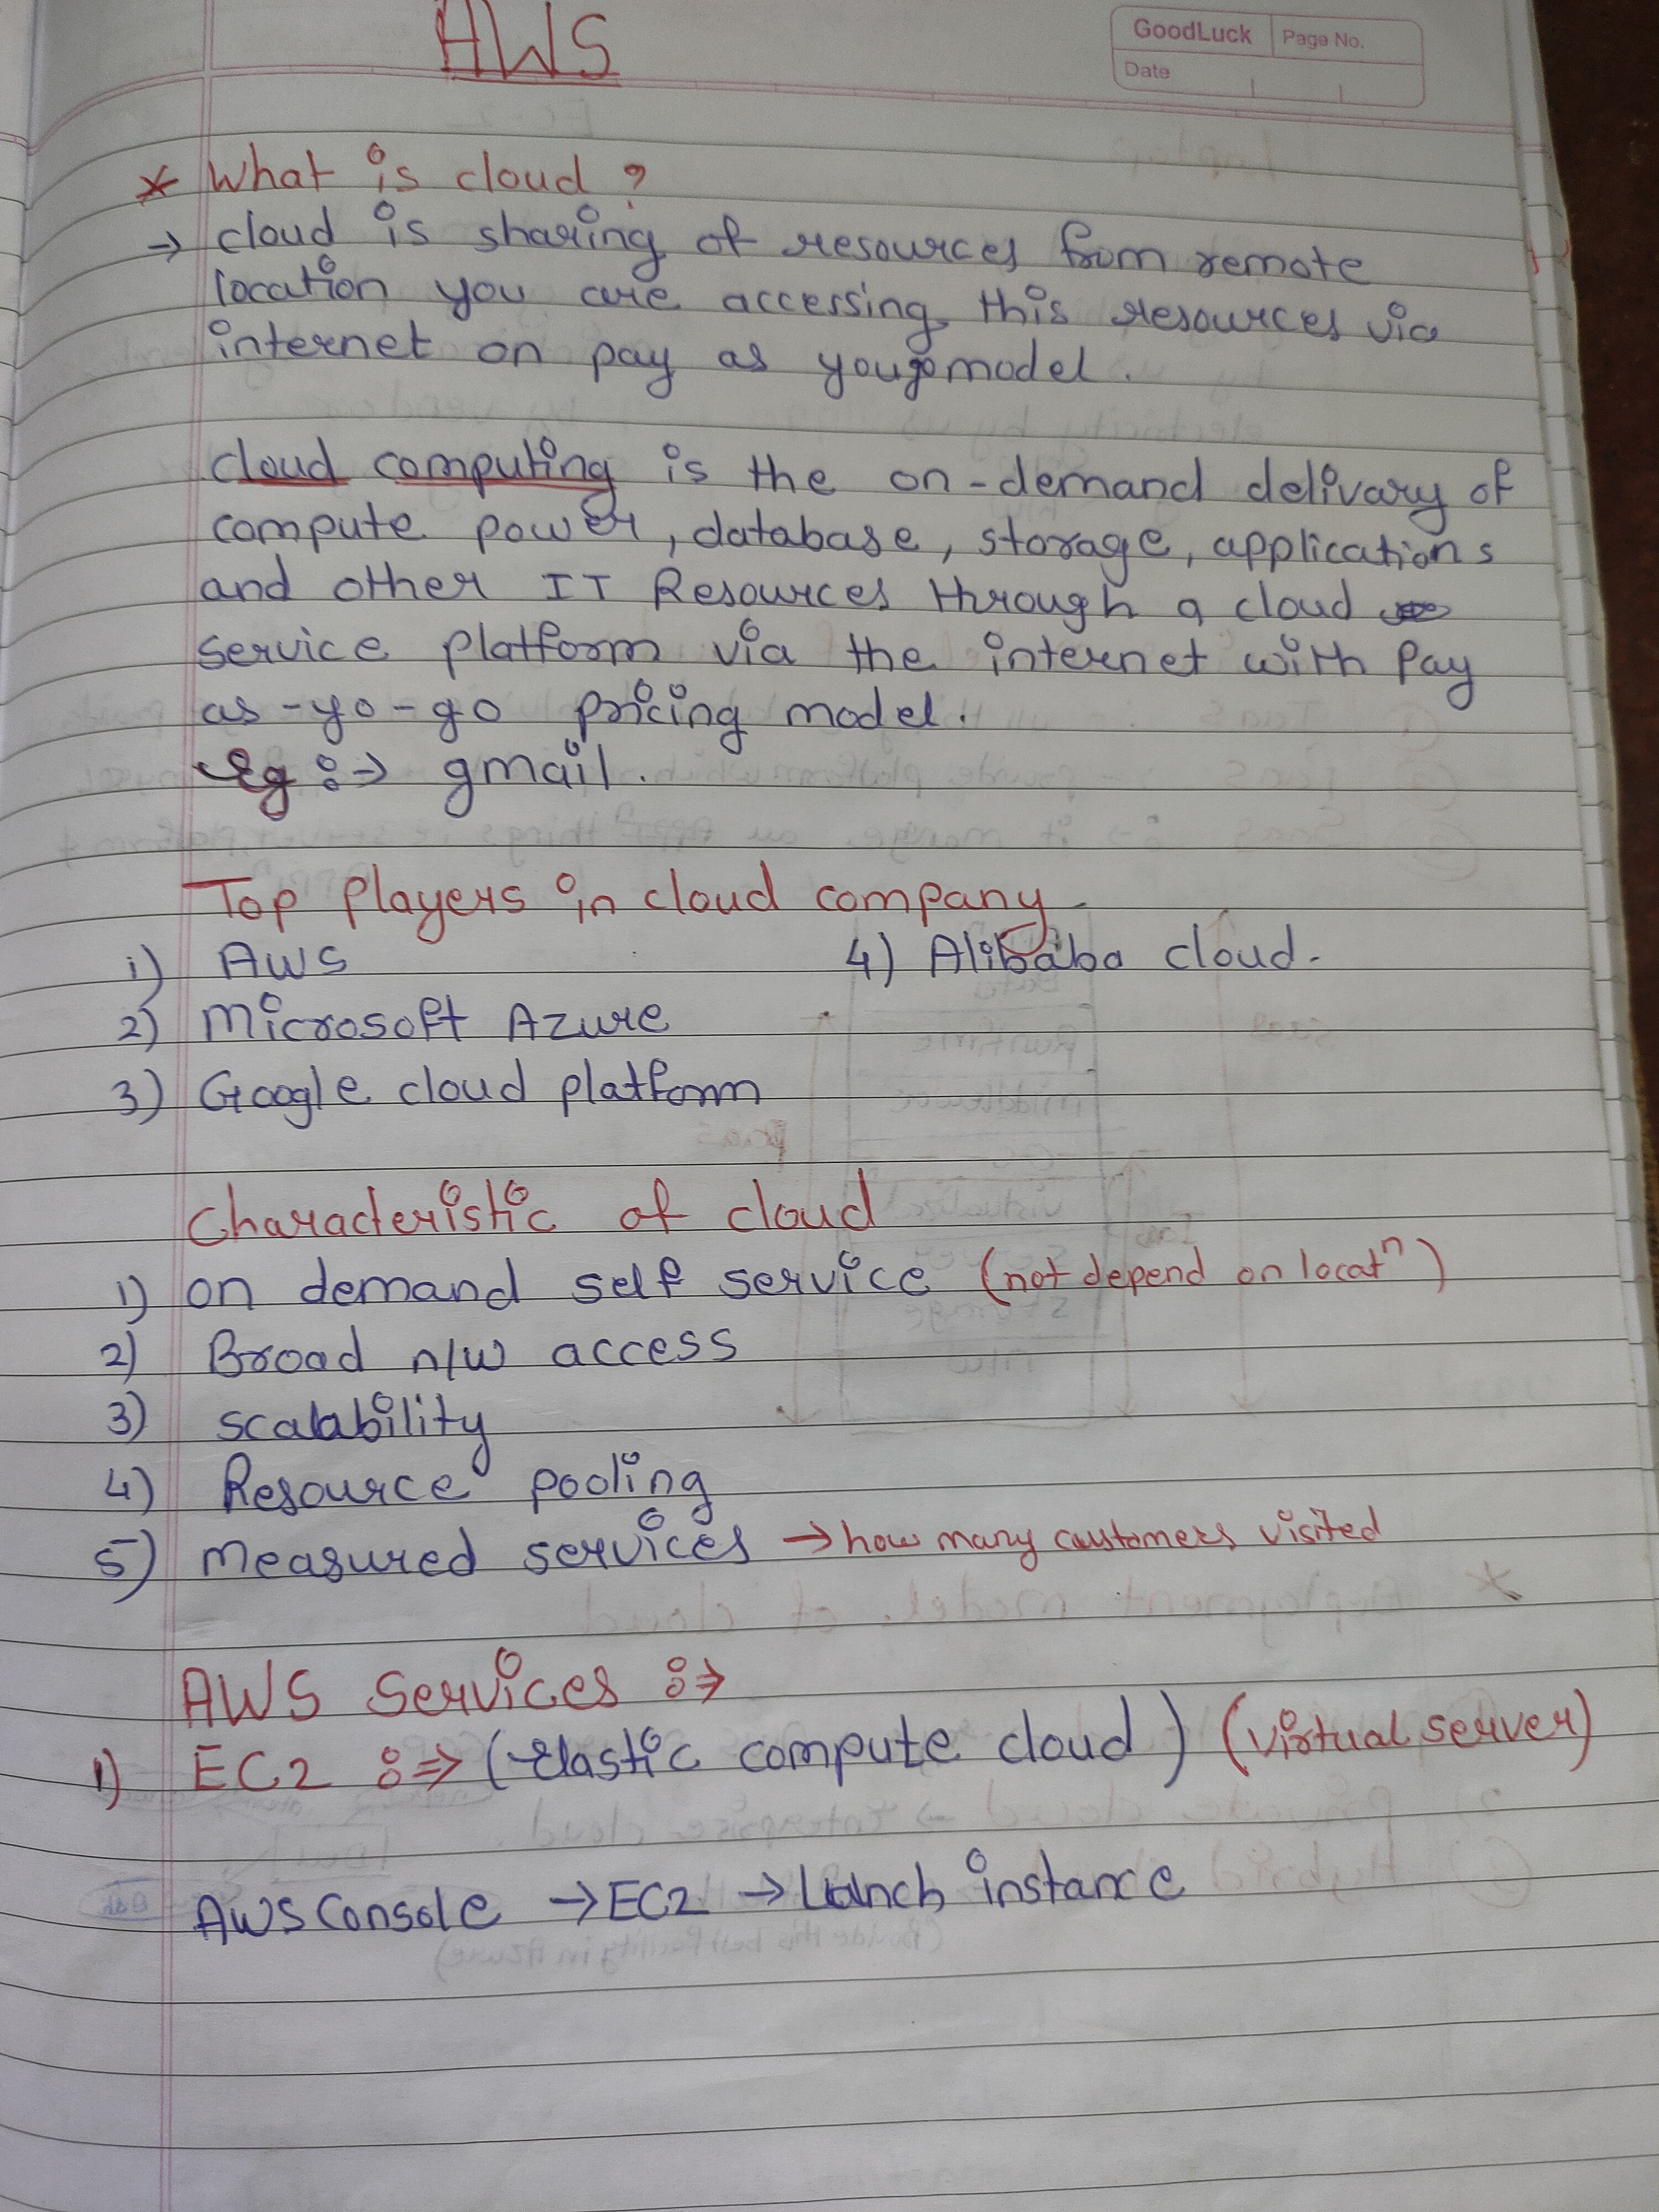 AWS
GoodLuck
Page No.
Date
* What is cloud ?
→ cloud is sharing of resources from remote
location you are accessing this resources via
internet on pay as yougomodel.
cloud computing is the on-demand delivary of
compute power, database, storage, applications
and other IT Resources through a cloud
service platform via the internet with Pay
as-yo-go pricing model.
Eg :→ gmail.
Top Players in cloud company
1) AWS
4) Alibaba cloud.
2) Microsoft Azure
3) Google cloud platform
Characteristic of cloud
1) on demand self service (not depend on locatⁿ)
2) Broad n/w access
3) scalability
4) Resource pooling
5) Measured services → how many customers visited
AWS Services :→
1) EC2 :⇒ (Elastic compute cloud) (virtual server)
AWS Console → EC2 → Launch instance